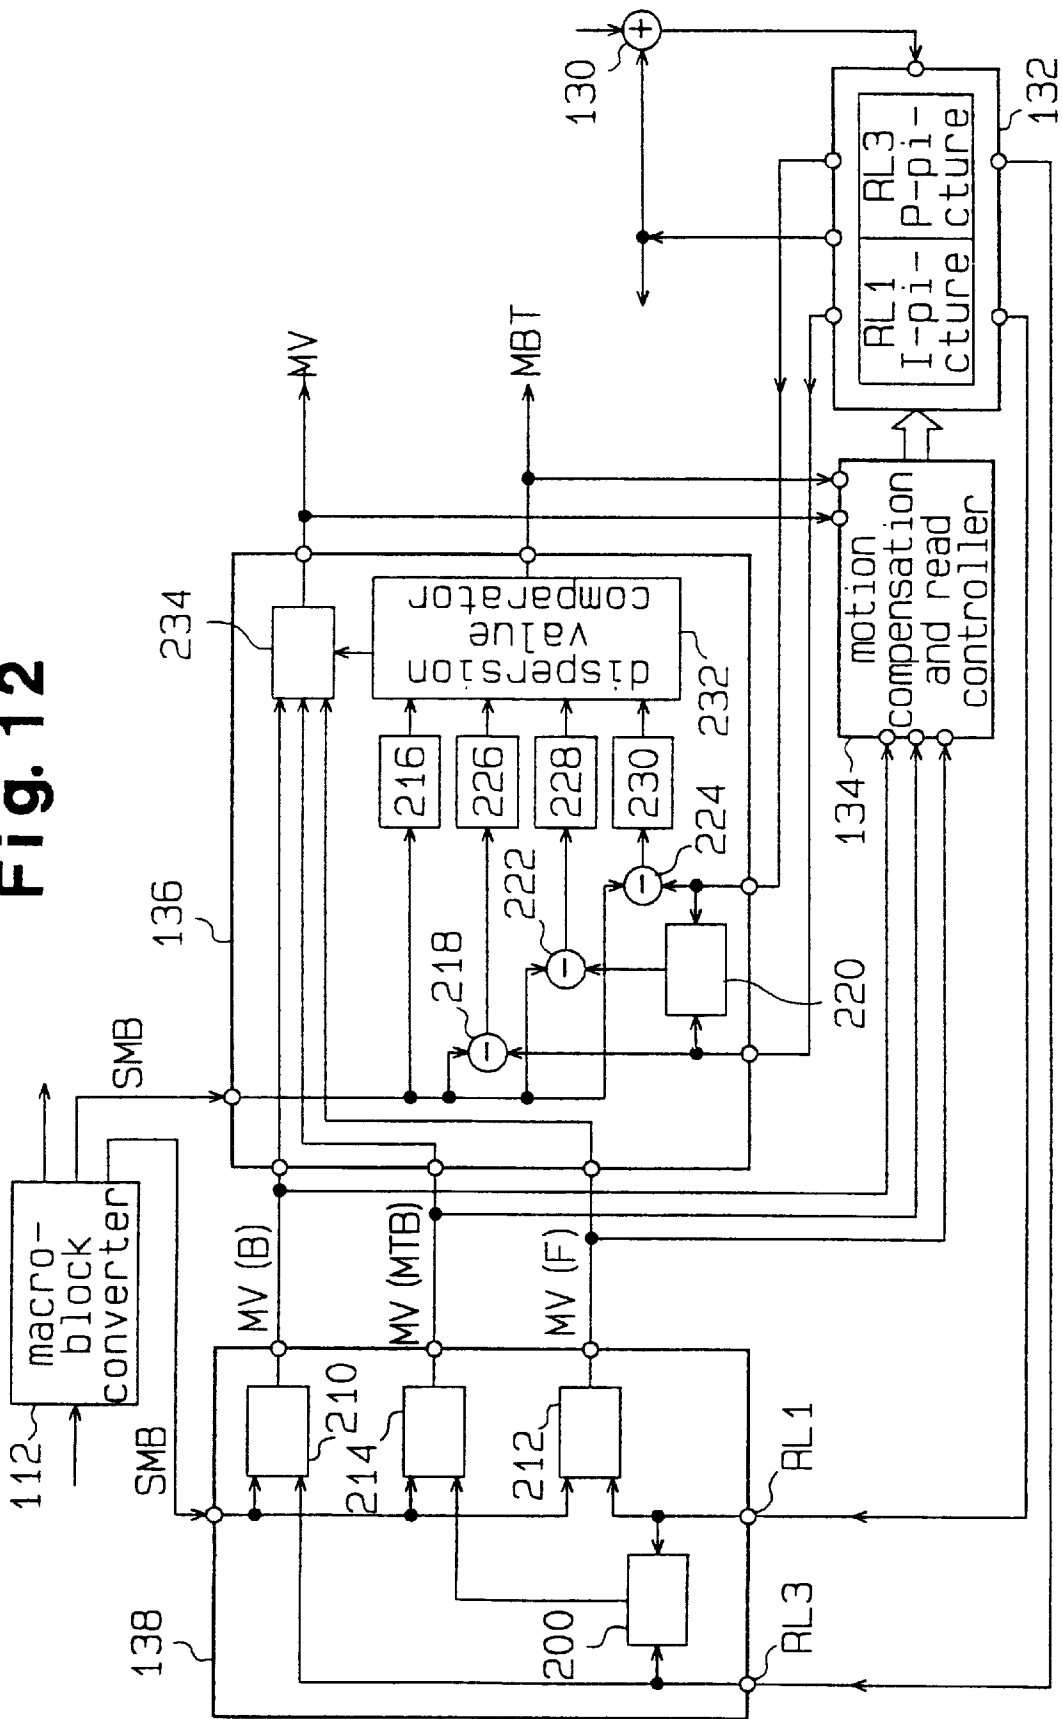 Fig. 12
112
macro-
block
converter
SMB
SMB
138
210
214
212
200
RL3
RL1
MV (B)
MV (MTB)
MV (F)
136
218
222
224
220
216
226
228
230
232
dispersion
value
comparator
234
MV
MBT
134
motion
compensation
and read
controller
130
RL1
I-pi-
cture
RL3
P-pi-
cture
132